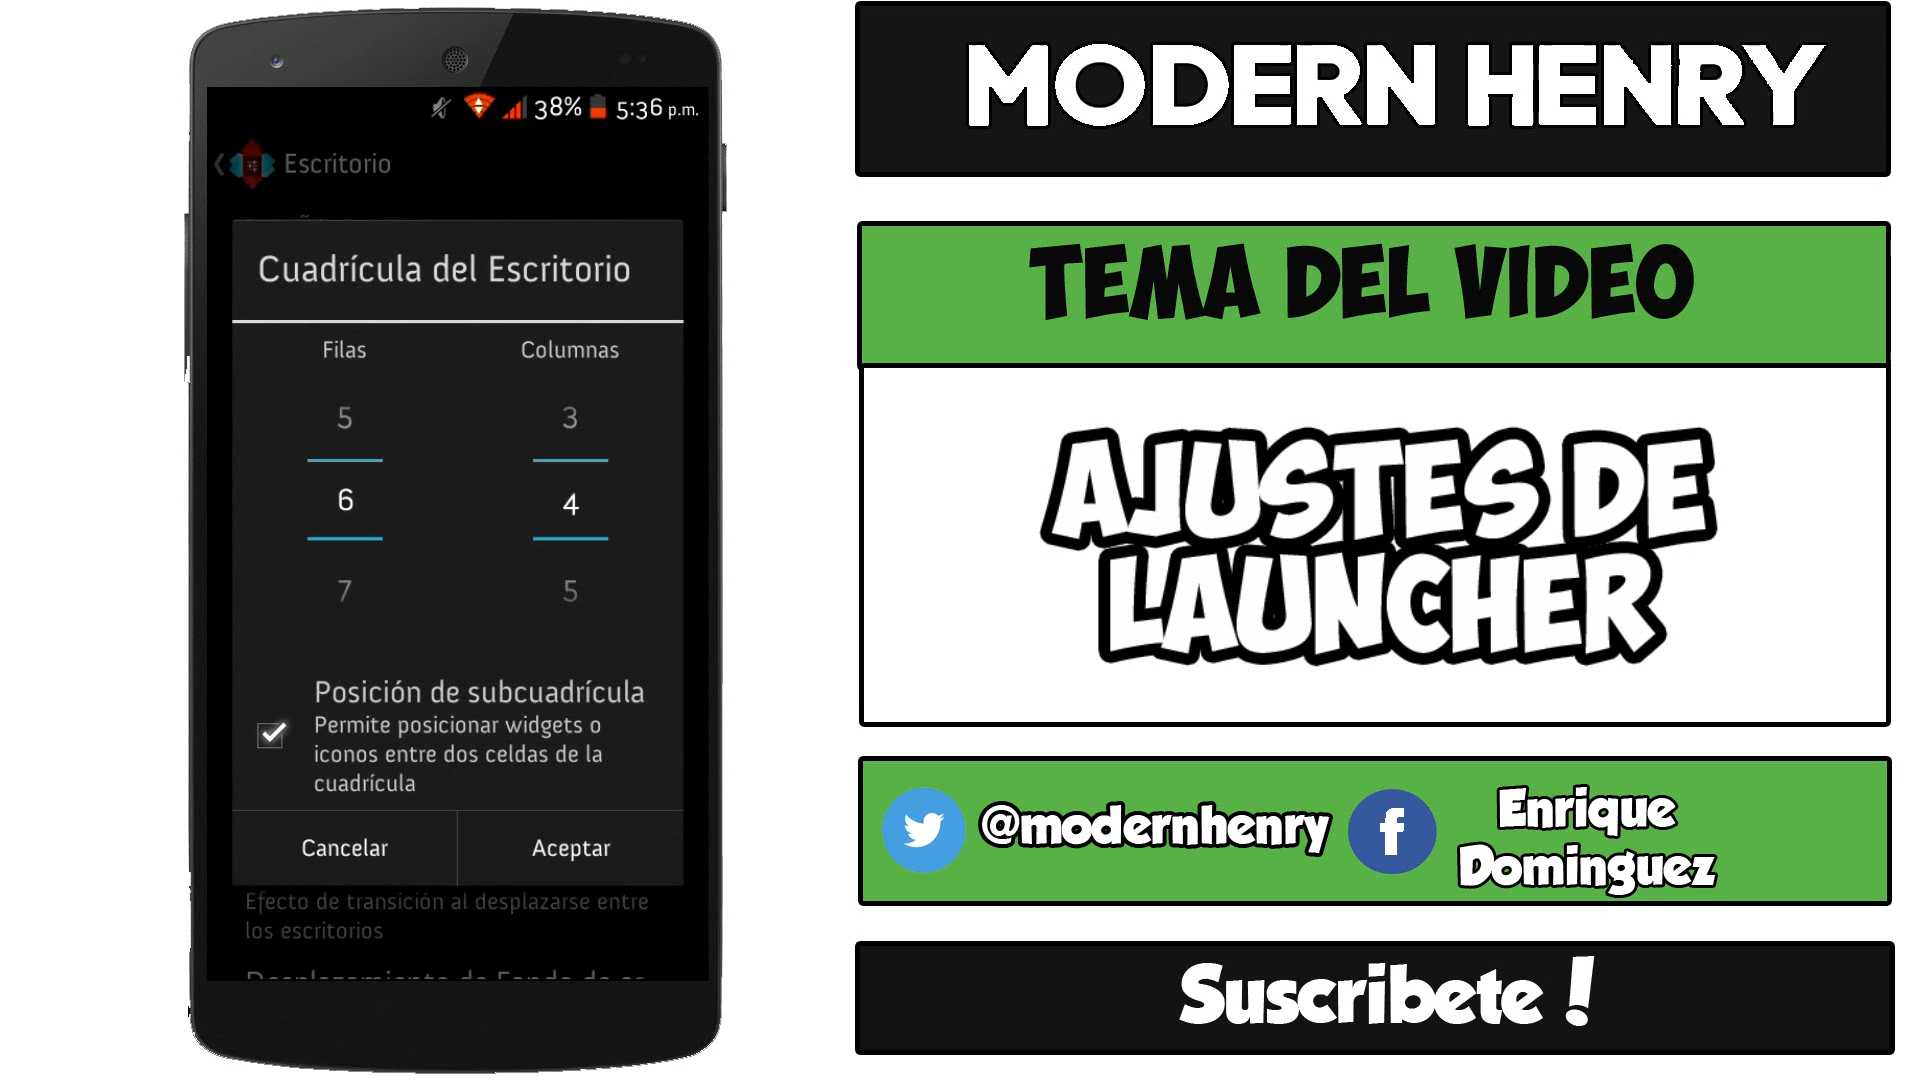 38% 5:36 p.m.
Escritorio
Cuadrícula del Escritorio
Filas Columnas
5 3
6 4
7 5
Posición de subcuadrícula
Permite posicionar widgets o
iconos entre dos celdas de la
cuadrícula
Cancelar Aceptar
Efecto de transición al desplazarse entre
los escritorios
MODERN HENRY
TEMA DEL VIDEO
AJUSTES DE
LAUNCHER
@modernhenry
Enrique
Dominguez
Suscribete!